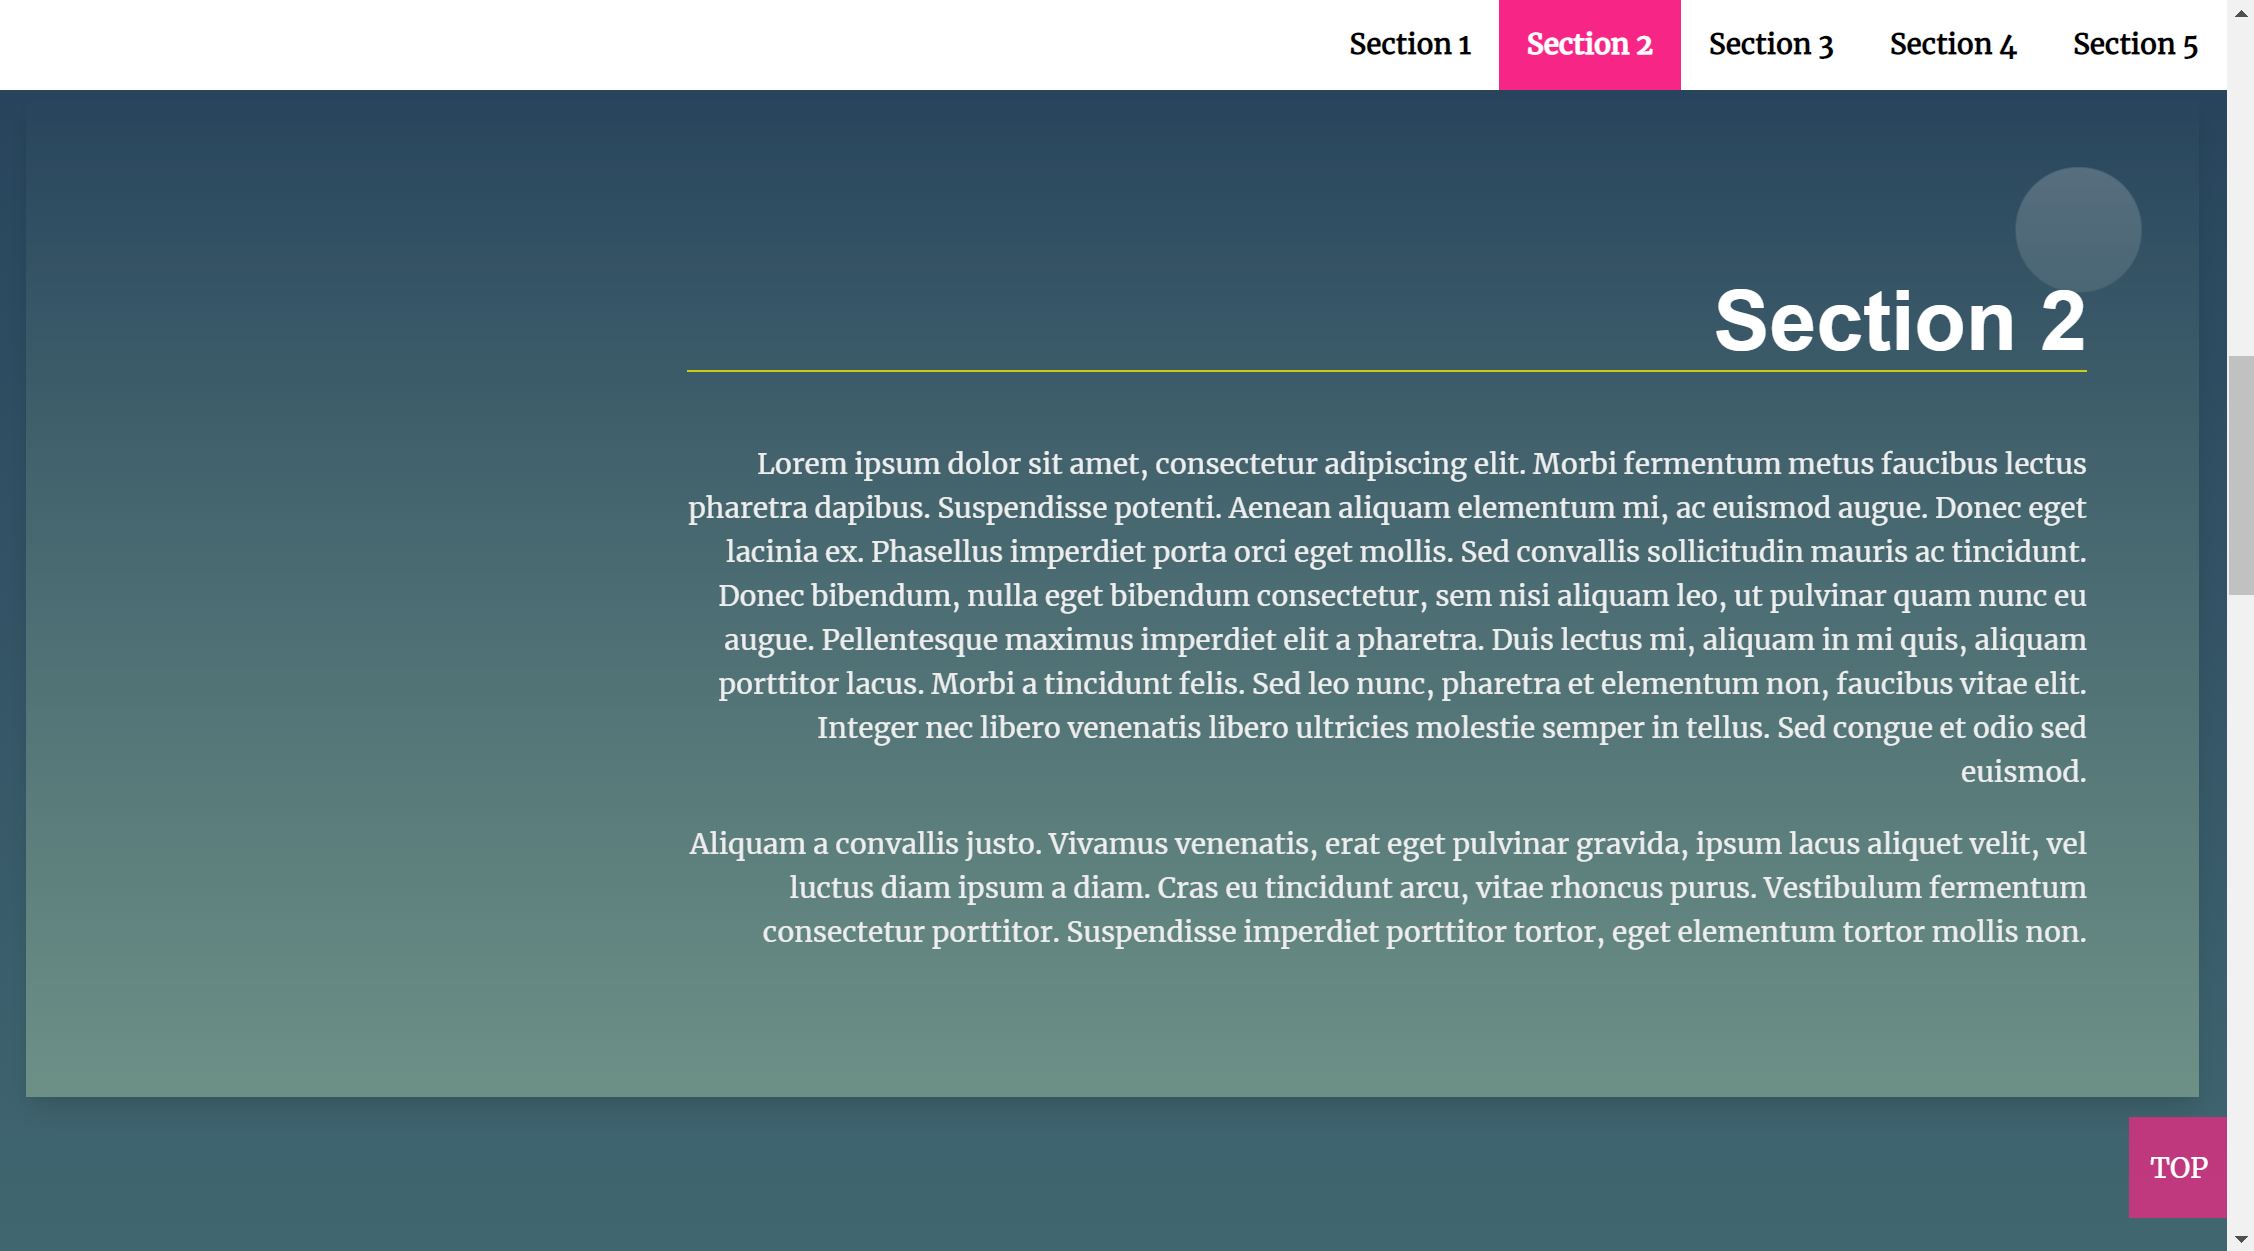 Section 1 Section 2 Section 3 Section 4 Section 5
Section 2
Lorem ipsum dolor sit amet, consectetur adipiscing elit. Morbi fermentum metus faucibus lectus
pharetra dapibus. Suspendisse potenti. Aenean aliquam elementum mi, ac euismod augue. Donec eget
lacinia ex. Phasellus imperdiet porta orci eget mollis. Sed convallis sollicitudin mauris ac tincidunt.
Donec bibendum, nulla eget bibendum consectetur, sem nisi aliquam leo, ut pulvinar quam nunc eu
augue. Pellentesque maximus imperdiet elit a pharetra. Duis lectus mi, aliquam in mi quis, aliquam
porttitor lacus. Morbi a tincidunt felis. Sed leo nunc, pharetra et elementum non, faucibus vitae elit.
Integer nec libero venenatis libero ultricies molestie semper in tellus. Sed congue et odio sed
euismod.
Aliquam a convallis justo. Vivamus venenatis, erat eget pulvinar gravida, ipsum lacus aliquet velit, vel
luctus diam ipsum a diam. Cras eu tincidunt arcu, vitae rhoncus purus. Vestibulum fermentum
consectetur porttitor. Suspendisse imperdiet porttitor tortor, eget elementum tortor mollis non.
TOP